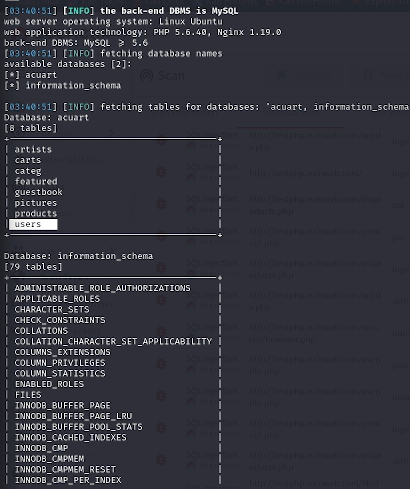 [03:40:51] [INFO] the back-end DBMS is MySQL
web server operating system: Linux Ubuntu
web application technology: PHP 5.6.40, Nginx 1.19.0
back-end DBMS: MySQL ≥ 5.6
[03:40:51] [INFO] fetching database names
available databases [2]:
[*] acuart
[*] information_schema
[03:40:51] [INFO] fetching tables for databases: 'acuart, information_schema
Database: acuart
[8 tables]
| artists |
| carts |
| categ |
| featured |
| guestbook |
| pictures |
| products |
| users |
Database: information_schema
[79 tables]
| ADMINISTRABLE_ROLE_AUTHORIZATIONS |
| APPLICABLE_ROLES |
| CHARACTER_SETS |
| CHECK_CONSTRAINTS |
| COLLATIONS |
| COLLATION_CHARACTER_SET_APPLICABILITY |
| COLUMNS_EXTENSIONS |
| COLUMN_PRIVILEGES |
| COLUMN_STATISTICS |
| ENABLED_ROLES |
| FILES |
| INNODB_BUFFER_PAGE |
| INNODB_BUFFER_PAGE_LRU |
| INNODB_BUFFER_POOL_STATS |
| INNODB_CACHED_INDEXES |
| INNODB_CMP |
| INNODB_CMPMEM |
| INNODB_CMPMEM_RESET |
| INNODB_CMP_PER_INDEX |